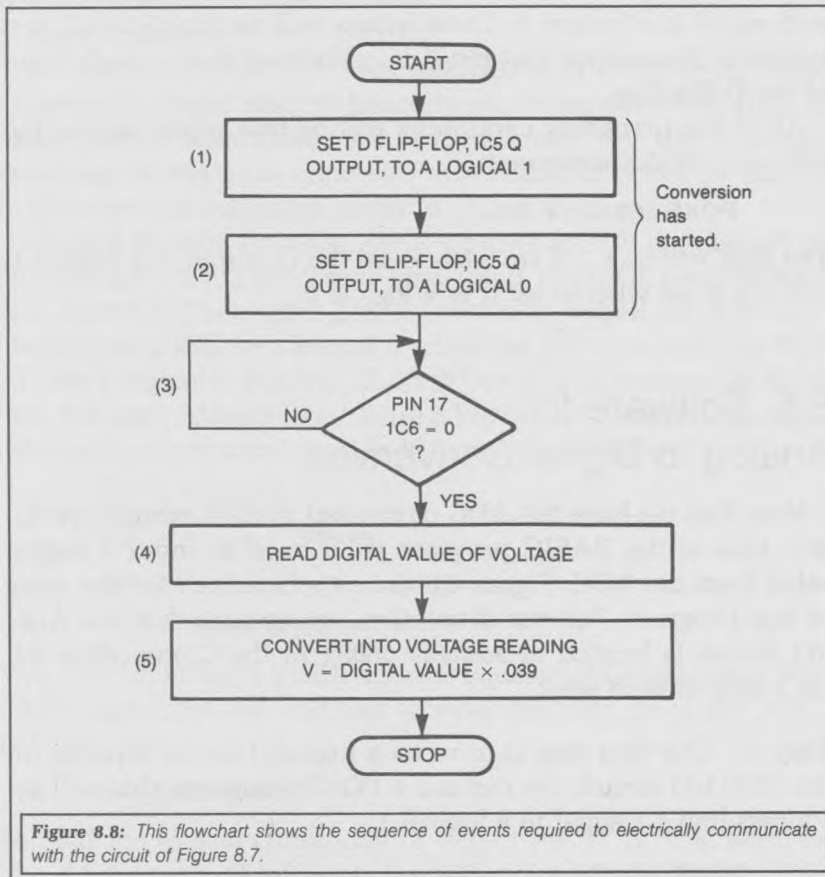 START
(1)
SET D FLIP-FLOP, IC5 Q
OUTPUT, TO A LOGICAL 1
Conversion
has
started.
(2)
SET D FLIP-FLOP, IC5 Q
OUTPUT, TO A LOGICAL 0
(3)
PIN 17
1C6 = 0
?
NO
YES
(4)
READ DIGITAL VALUE OF VOLTAGE
(5)
CONVERT INTO VOLTAGE READING
V = DIGITAL VALUE × .039
STOP
Figure 8.8: This flowchart shows the sequence of events required to electrically communicate
with the circuit of Figure 8.7.